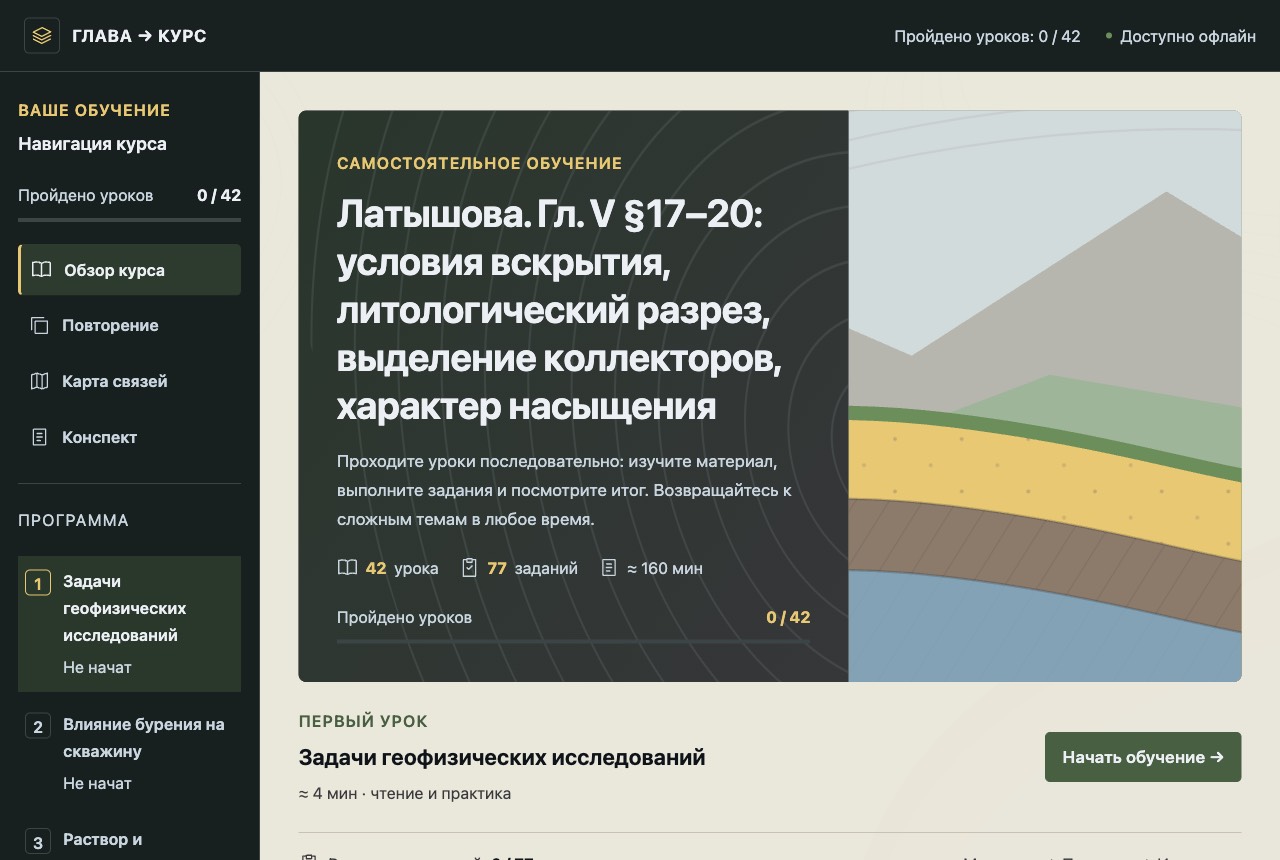 ГЛАВА → КУРС
Пройдено уроков: 0 / 42
Доступно офлайн
ВАШЕ ОБУЧЕНИЕ
Навигация курса
Пройдено уроков 0 / 42
Обзор курса
Повторение
Карта связей
Конспект
ПРОГРАММА
1 Задачи
геофизических
исследований
Не начат
2 Влияние бурения на
скважину
Не начат
3 Раствор и
САМОСТОЯТЕЛЬНОЕ ОБУЧЕНИЕ
Латышова. Гл. V §17–20:
условия вскрытия,
литологический разрез,
выделение коллекторов,
характер насыщения
Проходите уроки последовательно: изучите материал,
выполните задания и посмотрите итог. Возвращайтесь к
сложным темам в любое время.
42 урока 77 заданий ≈ 160 мин
Пройдено уроков 0 / 42
ПЕРВЫЙ УРОК
Задачи геофизических исследований
≈ 4 мин · чтение и практика
Начать обучение →